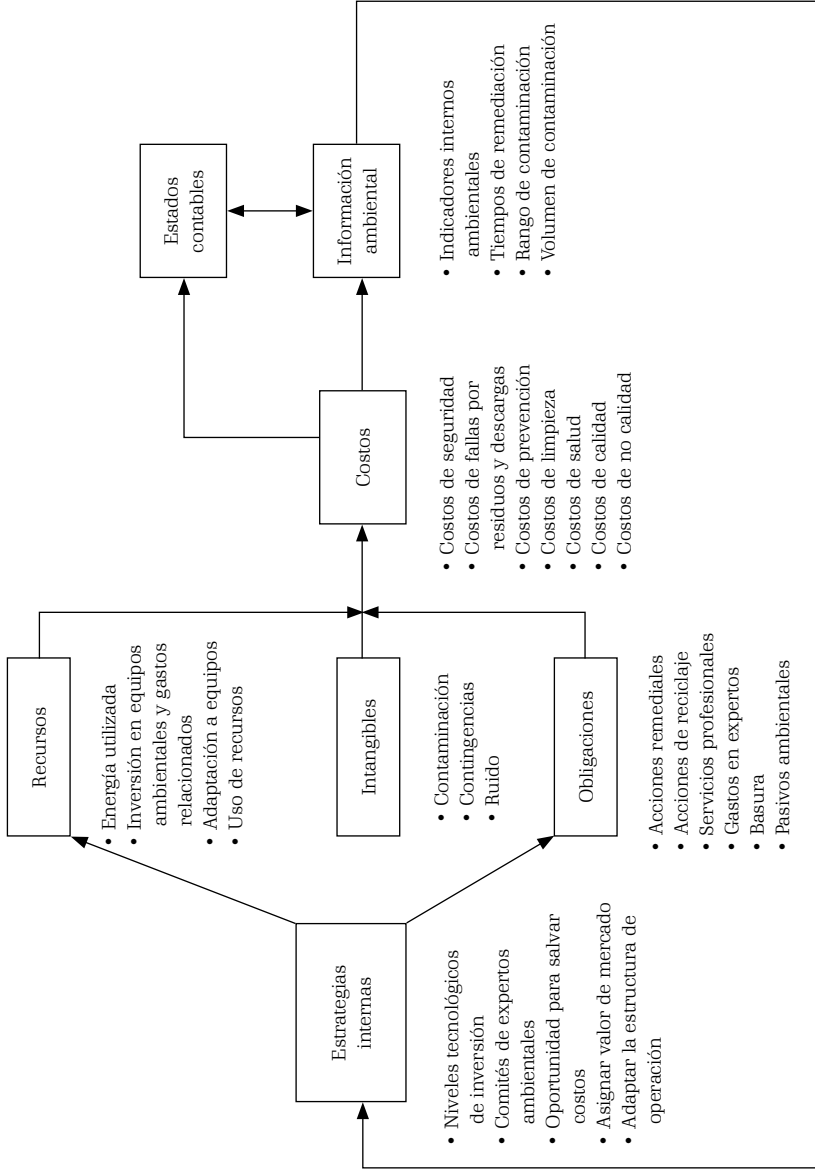 Estrategias
internas
• Niveles tecnológicos
de inversión
• Comités de expertos
ambientales
• Oportunidad para salvar
costos
• Asignar valor de mercado
• Adaptar la estructura de
operación
Recursos
• Energía utilizada
• Inversión en equipos
ambientales y gastos
relacionados
• Adaptación a equipos
• Uso de recursos
Intangibles
• Contaminación
• Contingencias
• Ruido
Obligaciones
• Acciones remediales
• Acciones de reciclaje
• Servicios profesionales
• Gastos en expertos
• Basura
• Pasivos ambientales
Costos
• Costos de seguridad
• Costos de fallas por
residuos y descargas
• Costos de prevención
• Costos de limpieza
• Costos de salud
• Costos de calidad
• Costos de no calidad
Estados
contables
Información
ambiental
• Indicadores internos
ambientales
• Tiempos de remediación
• Rango de contaminación
• Volumen de contaminación